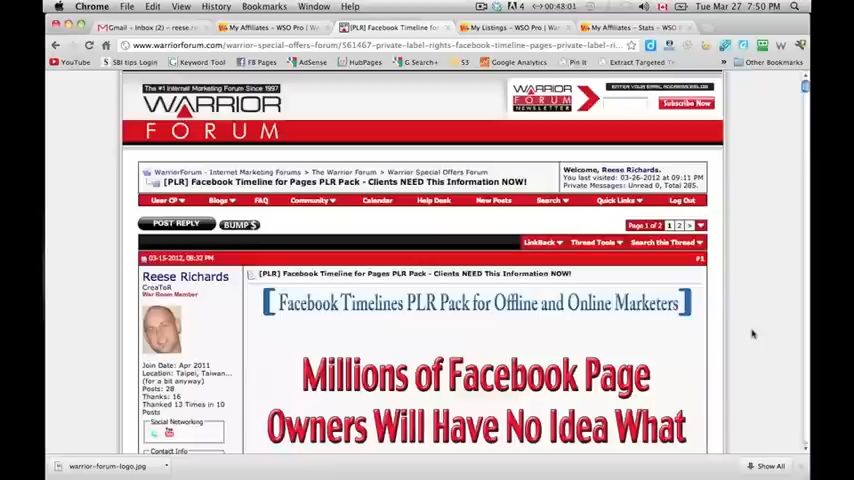 Chrome File Edit View History Bookmarks Window Help 4 00:48:01 Tue Mar 27 7:50 PM
Gmail - Inbox (2) - reese.r My Affiliates - WSO Pro | W [PLR] Facebook Timeline for My Listings - WSO Pro | War My Affiliates - Stats - WSO P
www.warriorforum.com/warrior-special-offers-forum/561467-private-label-rights-facebook-timeline-pages-private-label-ri...
YouTube SBI tips Login Keyword Tool FB Pages AdSense HubPages G Search+ S3 Google Analytics Pin It Extract Targeted ... » Other Bookmarks
The #1 Internet Marketing Forum Since 1997
WARRIOR
FORUM
WARRIOR
FORUM
NEWSLETTER
Subscribe Now
WarriorForum - Internet Marketing Forums > The Warrior Forum > Warrior Special Offers Forum
[PLR] Facebook Timeline for Pages PLR Pack - Clients NEED This Information NOW!
Welcome, Reese Richards.
You last visited: 03-26-2012 at 09:11 PM
Private Messages: Unread 0, Total 285.
User CP Blogs FAQ Community Calendar Help Desk New Posts Search Quick Links Log Out
POST REPLY BUMP $ Page 1 of 2 1 2 >
LinkBack Thread Tools Search this Thread
03-15-2012, 08:32 PM #1
Reese Richards
CreaToR
War Room Member
Join Date: Apr 2011
Location: Taipei, Taiwan...
(for a bit anyway)
Posts: 28
Thanks: 16
Thanked 13 Times in 10
Posts
Social Networking
Contact Info
[PLR] Facebook Timeline for Pages PLR Pack - Clients NEED This Information NOW!
[Facebook Timelines PLR Pack for Offline and Online Marketers]
Millions of Facebook Page
Owners Will Have No Idea What
warrior-forum-logo.jpg Show All